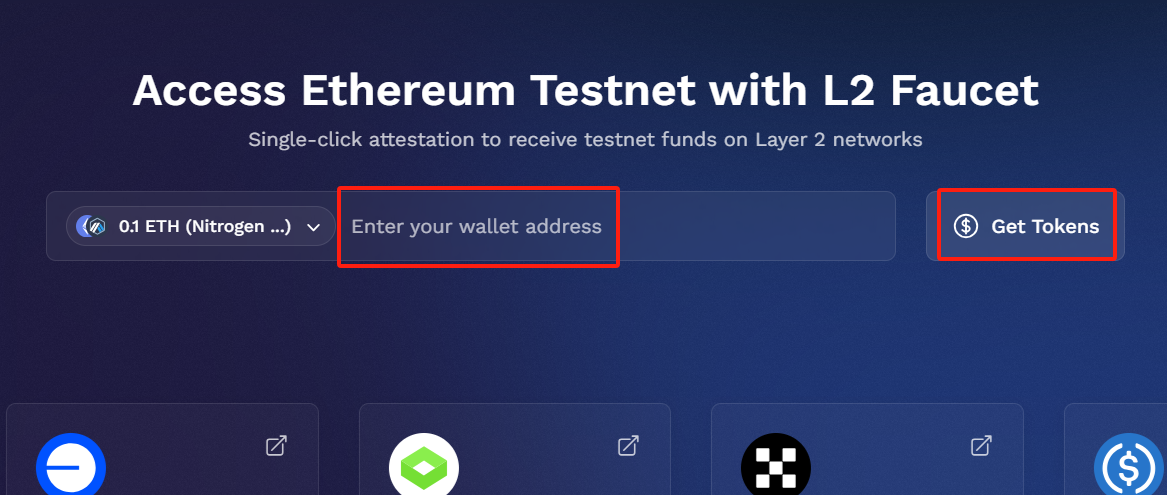 Access Ethereum Testnet with L2 Faucet
Single-click attestation to receive testnet funds on Layer 2 networks
0.1 ETH (Nitrogen ...) Enter your wallet address Get Tokens